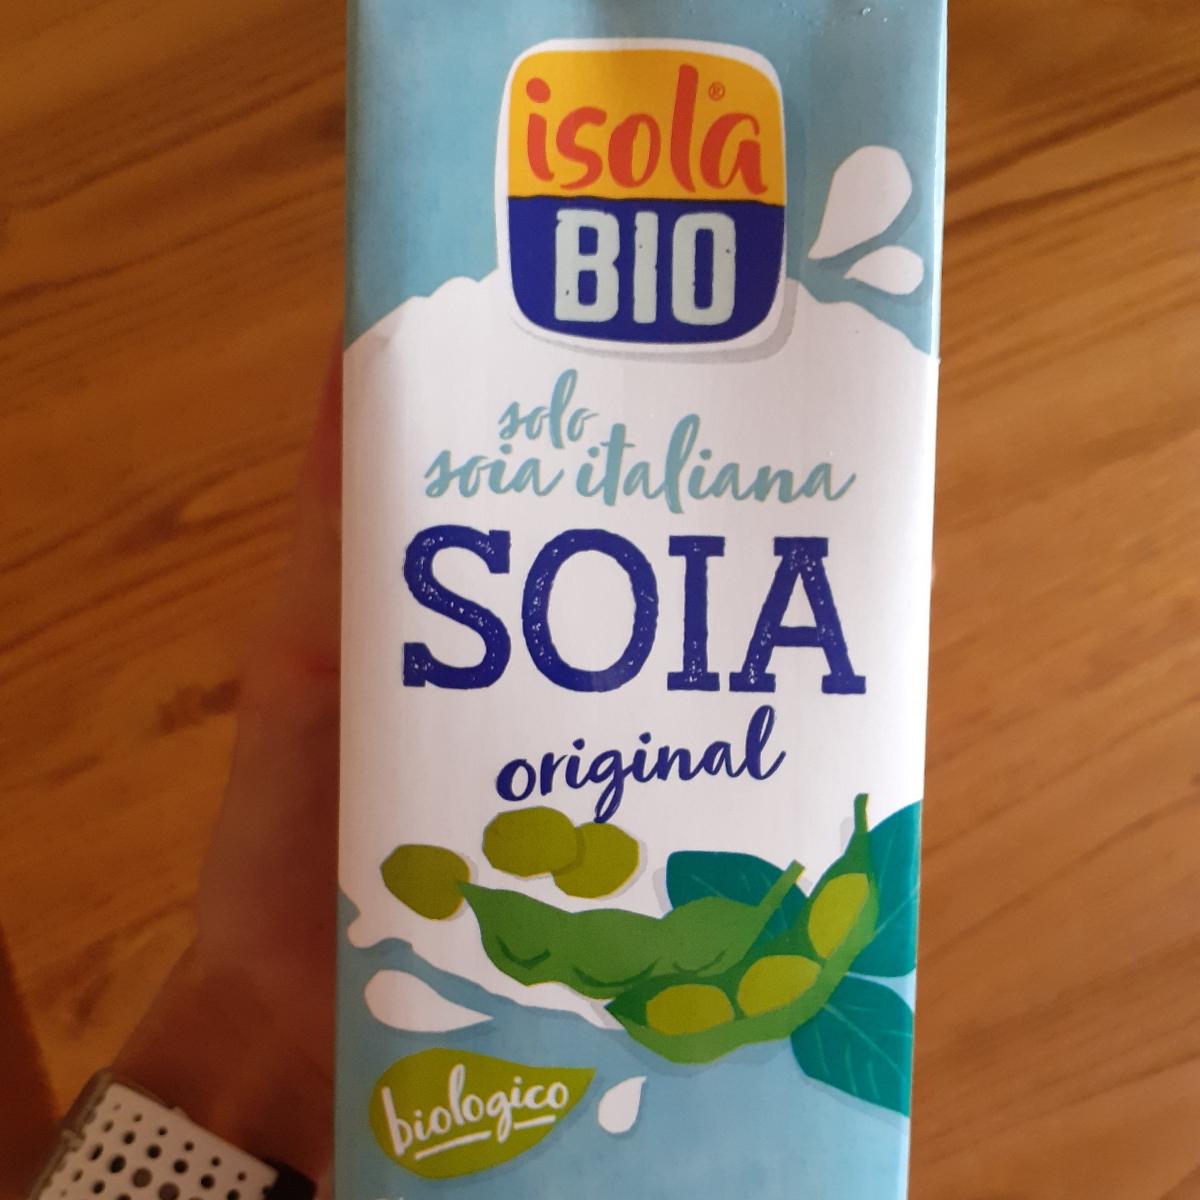 isola®
BIO
solo
soia italiana
SOIA
original
biologico